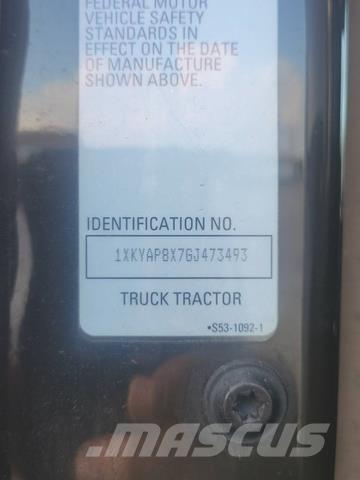 FEDERAL MOTOR
VEHICLE SAFETY
STANDARDS IN
EFFECT ON THE DATE
OF MANUFACTURE
SHOWN ABOVE.
IDENTIFICATION NO.
1XKYAP8X7GJ473493
TRUCK TRACTOR
*S53-1092-1
MASCUS